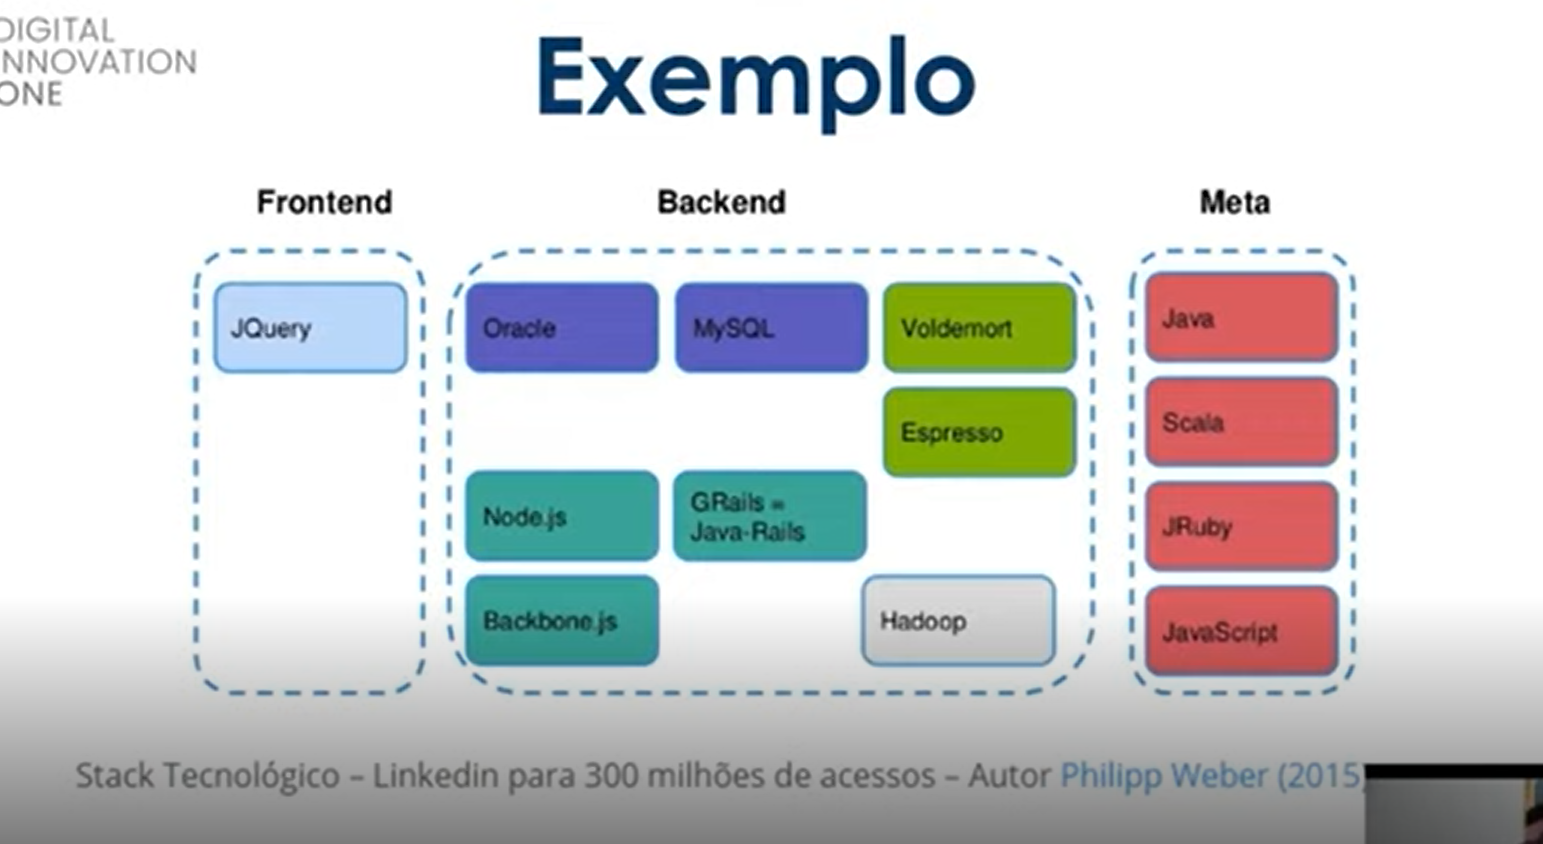 DIGITAL
INNOVATION
ONE
Exemplo
Frontend
Backend
Meta
JQuery
Oracle
MySQL
Voldemort
Espresso
Node.js
GRails =
Java-Rails
Backbone.js
Hadoop
Java
Scala
JRuby
JavaScript
Stack Tecnológico – Linkedin para 300 milhões de acessos – Autor Philipp Weber (2015)